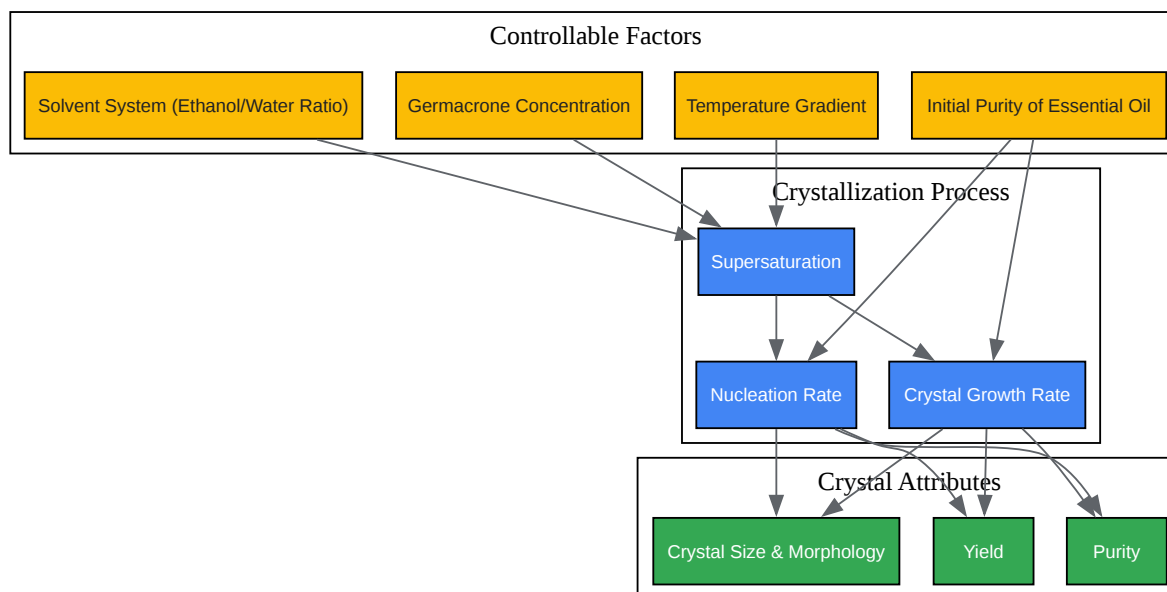 Controllable Factors
Solvent System (Ethanol/Water Ratio)
Germacrone Concentration
Temperature Gradient
Initial Purity of Essential Oil
Crystallization Process
Supersaturation
Nucleation Rate
Crystal Growth Rate
Crystal Attributes
Crystal Size & Morphology
Yield
Purity